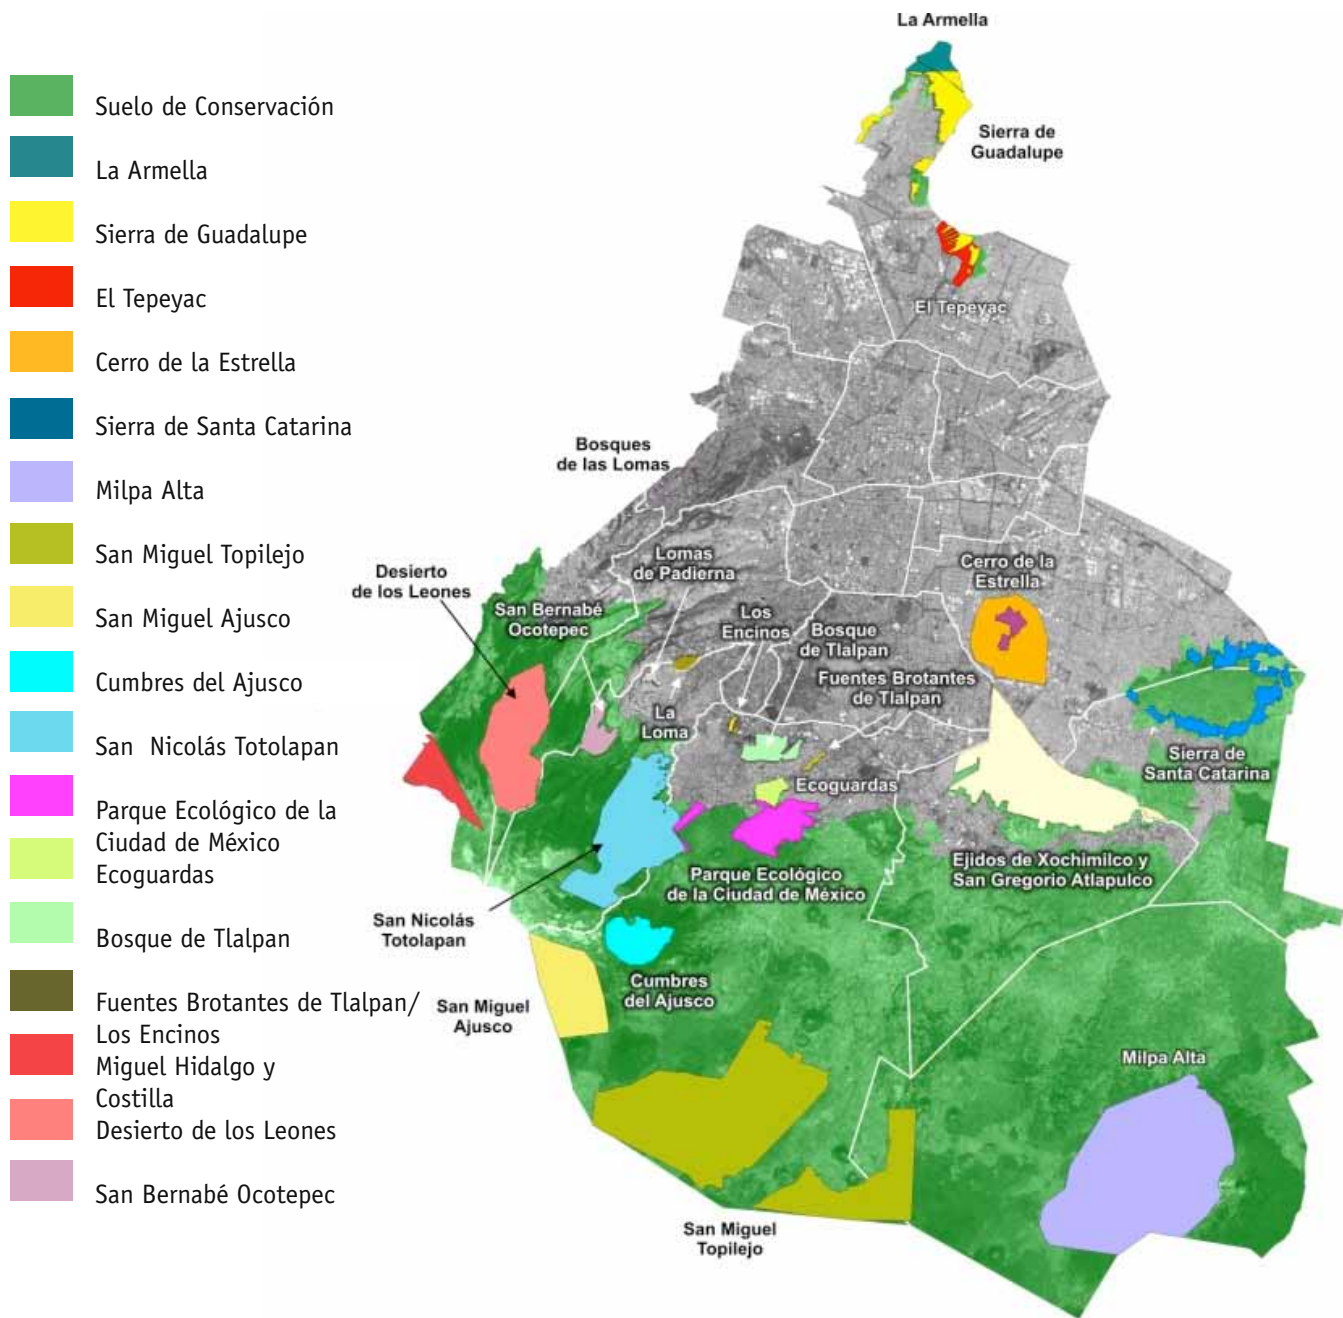 Suelo de Conservación
La Armella
Sierra de Guadalupe
El Tepeyac
Cerro de la Estrella
Sierra de Santa Catarina
Milpa Alta
San Miguel Topilejo
San Miguel Ajusco
Cumbres del Ajusco
San Nicolás Totolapan
Parque Ecológico de la
Ciudad de México
Ecoguardas
Bosque de Tlalpan
Fuentes Brotantes de Tlalpan/
Los Encinos
Miguel Hidalgo y
Costilla
Desierto de los Leones
San Bernabé Ocotepec
La Armella
Sierra de
Guadalupe
El Tepeyac
Bosques
de las Lomas
Desierto
de los Leones
San Bernabé
Ocotepec
Lomas
de Padierna
Los
Encinos
Bosque
de Tlalpan
Fuentes Brotantes
de Tlalpan
Cerro de la
Estrella
La
Loma
Ecoguardas
Sierra de
Santa Catarina
Parque Ecológico
de la Ciudad de México
Ejidos de Xochimilco y
San Gregorio Atlapulco
San Nicolás
Totolapan
Cumbres
del Ajusco
San Miguel
Ajusco
Milpa Alta
San Miguel
Topilejo